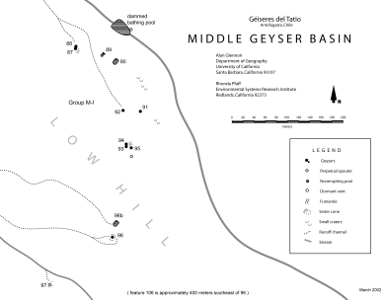 Géiseres del Tatio
Antofagasta, Chile
MIDDLE GEYSER BASIN
Alan Glennon
Department of Geography
University of California
Santa Barbara, California 93107
Rhonda Pfaff
Environmental Systems Research Institute
Redlands, California 92373
N
meters
dammed
bathing pool
88
87
89
90
Group M-I
92
91
94
93
95
LOW HILL
96b
96
97
LEGEND
Geysers
Perpetual spouter
Nonerupting pool
Dormant vent
Fumarole
Sinter cone
Small craters
Runoff channel
Stream
( feature 106 is approximately 400 meters southeast of 96 )
March 2002